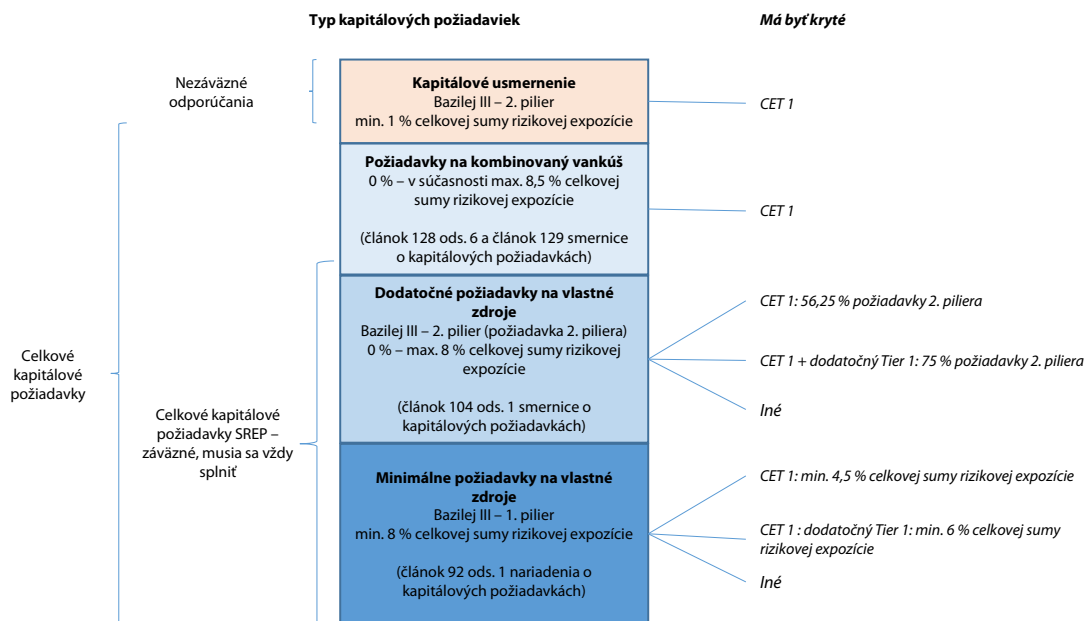 Typ kapitálových požiadaviek
Má byť kryté
Nezáväzné
odporúčania
Kapitálové usmernenie
Bazilej III – 2. pilier
min. 1 % celkovej sumy rizikovej expozície
CET 1
Požiadavky na kombinovaný vankúš
0 % – v súčasnosti max. 8,5 % celkovej
sumy rizikovej expozície
(článok 128 ods. 6 a článok 129 smernice
o kapitálových požiadavkách)
CET 1
Celkové
kapitálové
požiadavky
Celkové kapitálové
požiadavky SREP –
záväzné, musia sa vždy
splniť
Dodatočné požiadavky na vlastné
zdroje
Bazilej III – 2. pilier (požiadavka 2. piliera)
0 % – max. 8 % celkovej sumy rizikovej
expozície
(článok 104 ods. 1 smernice o
kapitálových požiadavkách)
CET 1: 56,25 % požiadavky 2. piliera
CET 1 + dodatočný Tier 1: 75 % požiadavky 2. piliera
Iné
Minimálne požiadavky na vlastné
zdroje
Bazilej III – 1. pilier
min. 8 % celkovej sumy rizikovej expozície
(článok 92 ods. 1 nariadenia o
kapitálových požiadavkách)
CET 1: min. 4,5 % celkovej sumy rizikovej expozície
CET 1 : dodatočný Tier 1: min. 6 % celkovej sumy
rizikovej expozície
Iné